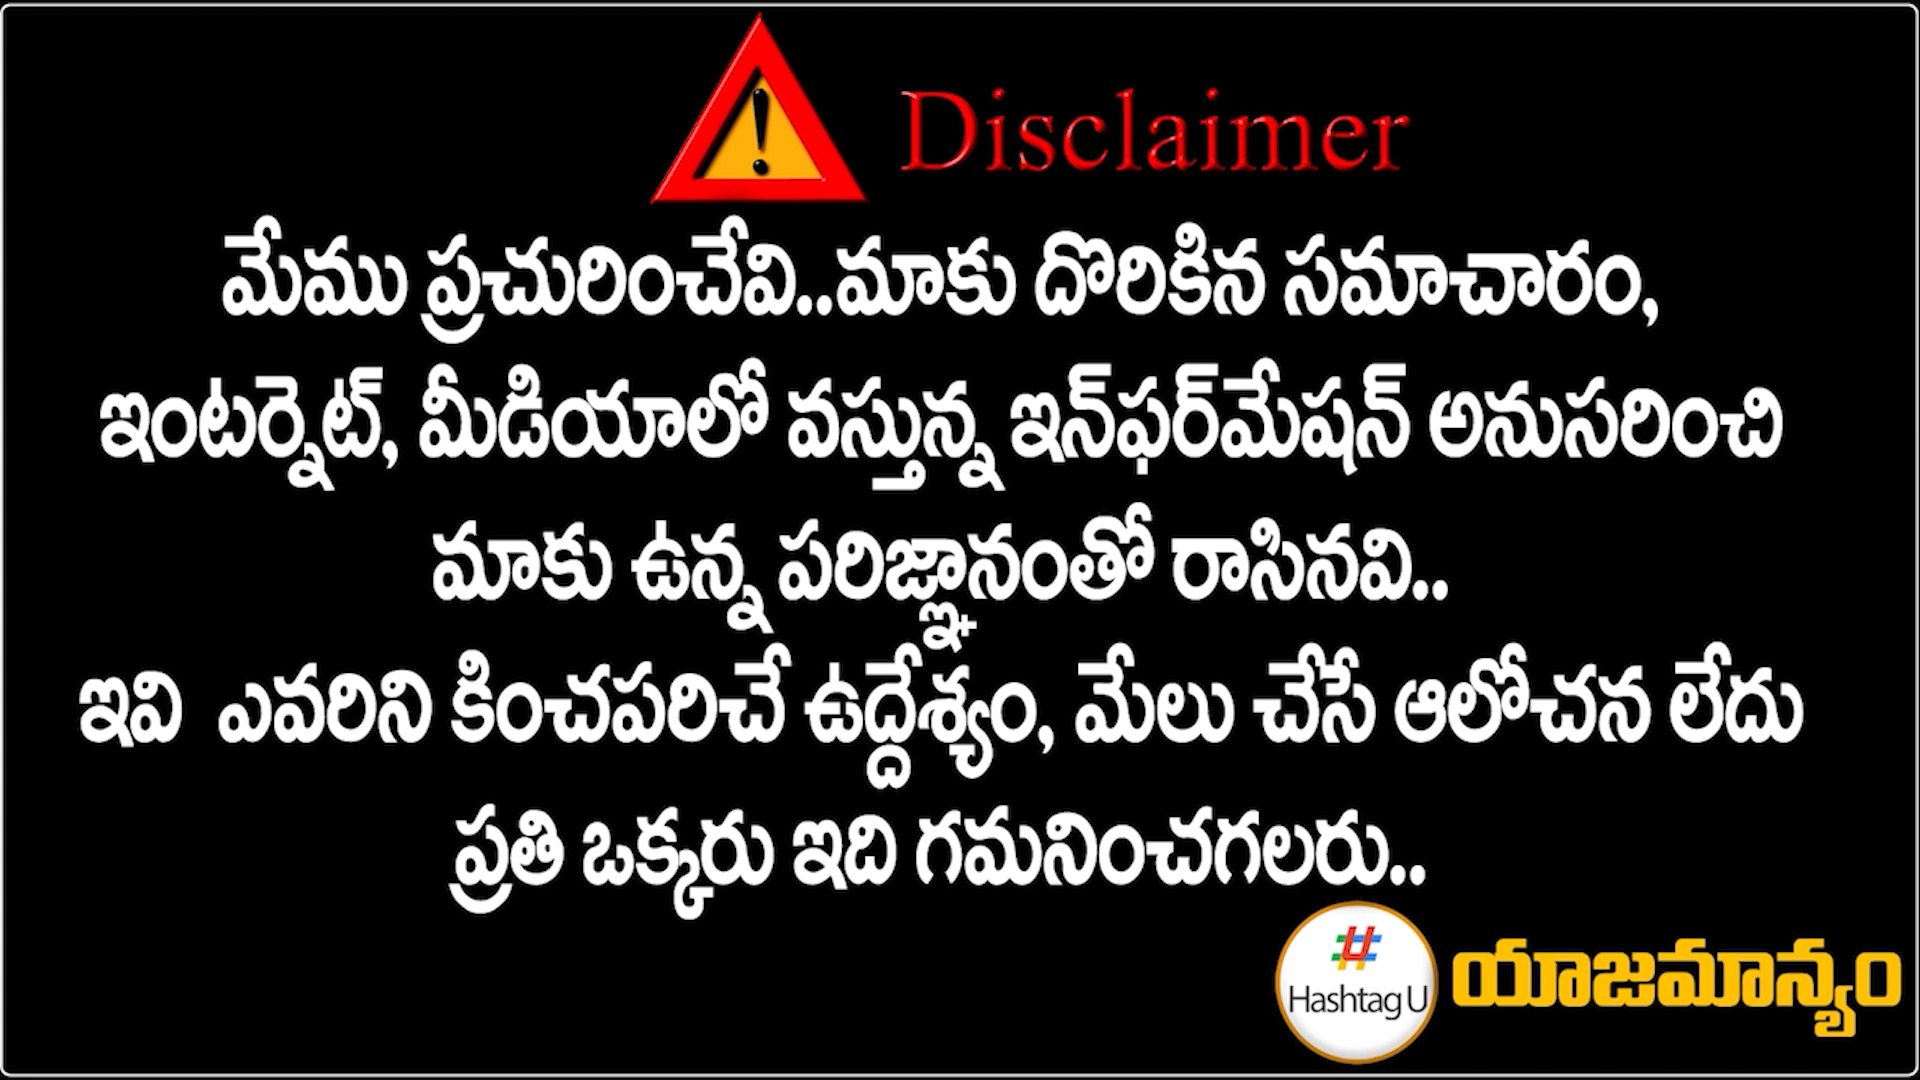 Disclaimer
మేము ప్రచురించేవి..మాకు దొరికిన సమాచారం,
ఇంటర్నెట్, మీడియాలో వస్తున్న ఇన్‌ఫర్‌మేషన్ అనుసరించి
మాకు ఉన్న పరిజ్ఞానంతో రాసినవి..
ఇవి ఎవరిని కించపరిచే ఉద్దేశ్యం, మేలు చేసే ఆలోచన లేదు
ప్రతి ఒక్కరు ఇది గమనించగలరు..
Hashtag U యాజమాన్యం